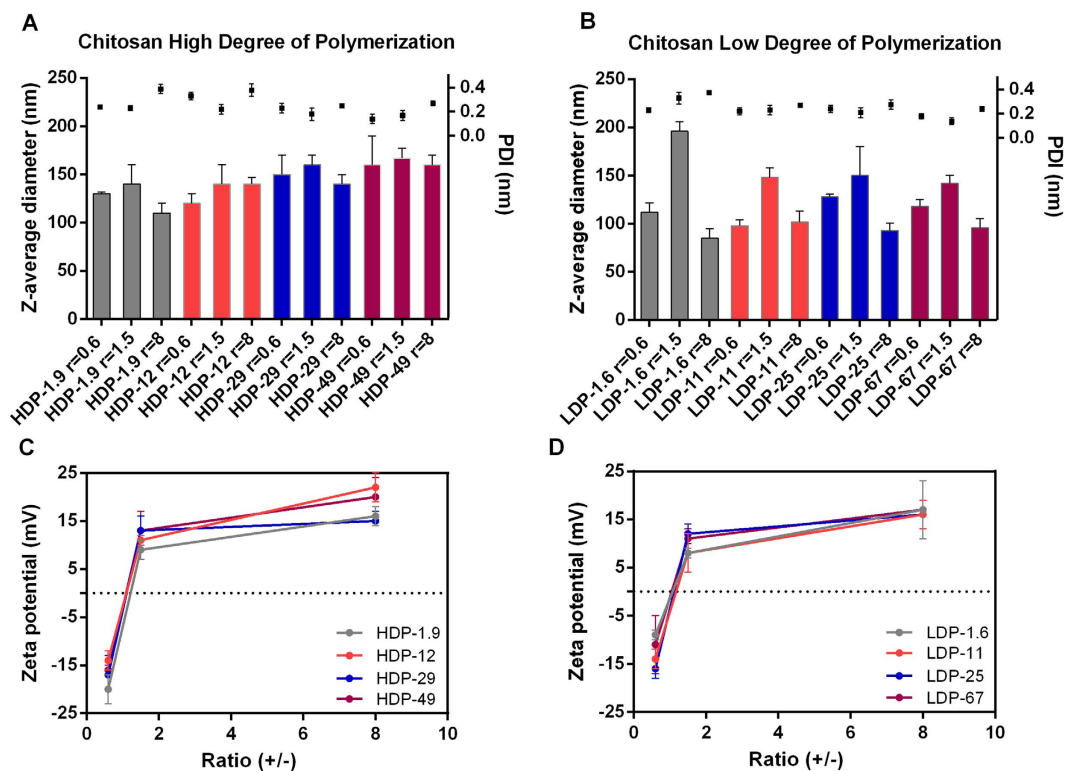 A
Chitosan High Degree of Polymerization
Z-average diameter (nm)
250
200
150
100
50
0
0.4
0.2
0.0
PDI (nm)
HDP-1.9 r=0.6
HDP-1.9 r=1.5
HDP-1.9 r=8
HDP-12 r=0.6
HDP-12 r=1.5
HDP-12 r=8
HDP-29 r=0.6
HDP-29 r=1.5
HDP-29 r=8
HDP-49 r=0.6
HDP-49 r=1.5
HDP-49 r=8
B
Chitosan Low Degree of Polymerization
Z-average diameter (nm)
250
200
150
100
50
0
0.4
0.2
0.0
PDI (nm)
LDP-1.6 r=0.6
LDP-1.6 r=1.5
LDP-1.6 r=8
LDP-11 r=0.6
LDP-11 r=1.5
LDP-11 r=8
LDP-25 r=0.6
LDP-25 r=1.5
LDP-25 r=8
LDP-67 r=0.6
LDP-67 r=1.5
LDP-67 r=8
C
Zeta potential (mV)
25
15
5
-5
-15
-25
HDP-1.9
HDP-12
HDP-29
HDP-49
0 2 4 6 8 10
Ratio (+/-)
D
Zeta potential (mV)
25
15
5
-5
-15
-25
LDP-1.6
LDP-11
LDP-25
LDP-67
0 2 4 6 8 10
Ratio (+/-)